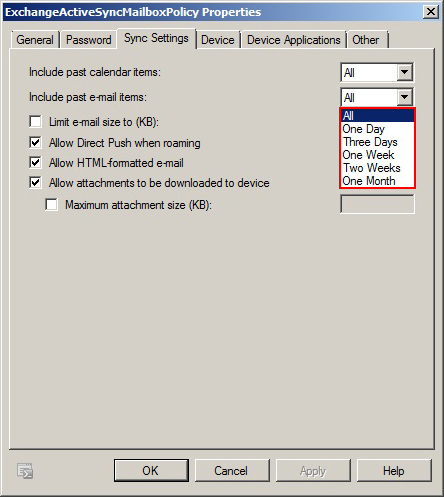 ExchangeActiveSyncMailboxPolicy Properties
General Password Sync Settings Device Device Applications Other
Include past calendar items: All
Include past e-mail items: All
All
One Day
Three Days
One Week
Two Weeks
One Month
Limit e-mail size to (KB):
Allow Direct Push when roaming
Allow HTML-formatted e-mail
Allow attachments to be downloaded to device
Maximum attachment size (KB):
OK Cancel Apply Help